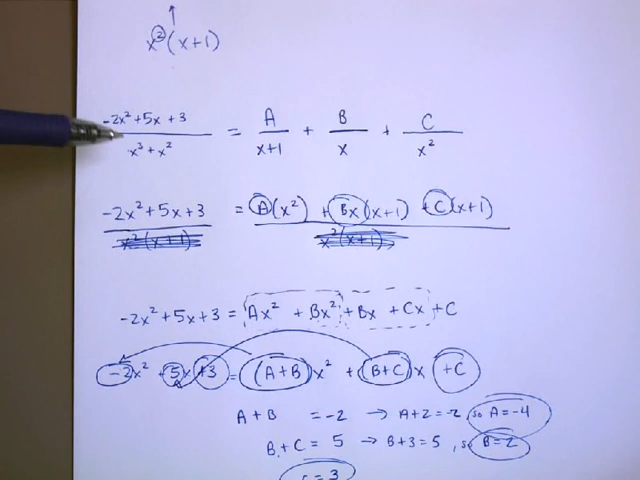 x²(x+1)
(-2x²+5x+3)/(x³+x²) = A/(x+1) + B/x + C/x²
(-2x²+5x+3)/(x²(x+1)) = (A(x²) + Bx(x+1) + C(x+1))/(x²(x+1))
-2x²+5x+3 = Ax² + Bx² + Bx + Cx + C
-2x² + 5x + 3 = (A+B)x² + (B+C)x + C
A+B = -2 → A+2=-2, so A=-4
B+C = 5 → B+3=5, so B=2
C=3